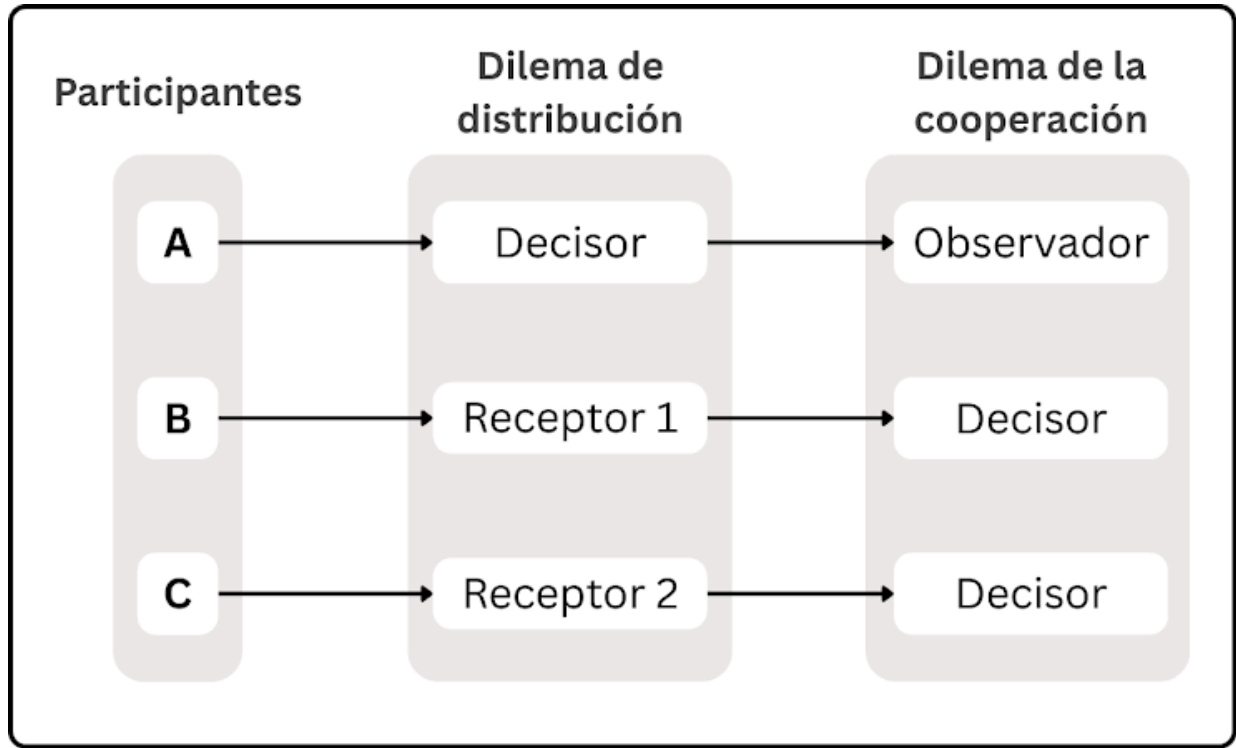 Participantes
Dilema de
distribución
Dilema de la
cooperación
A
Decisor
Observador
B
Receptor 1
Decisor
C
Receptor 2
Decisor